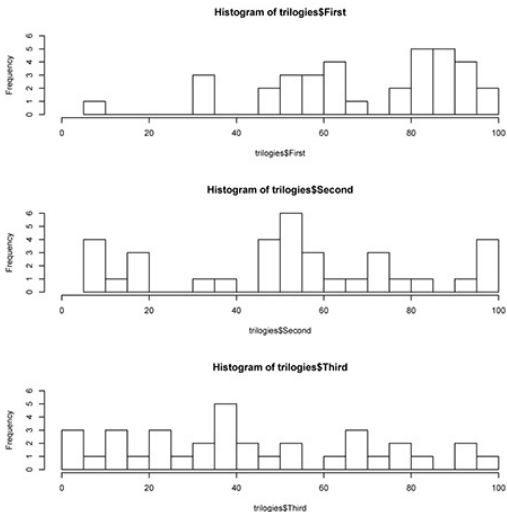 Histogram of trilogies$First
Frequency
0 1 2 3 4 5 6
0 20 40 60 80 100
trilogies$First
Histogram of trilogies$Second
Frequency
0 1 2 3 4 5 6
0 20 40 60 80 100
trilogies$Second
Histogram of trilogies$Third
Frequency
0 1 2 3 4 5 6
0 20 40 60 80 100
trilogies$Third